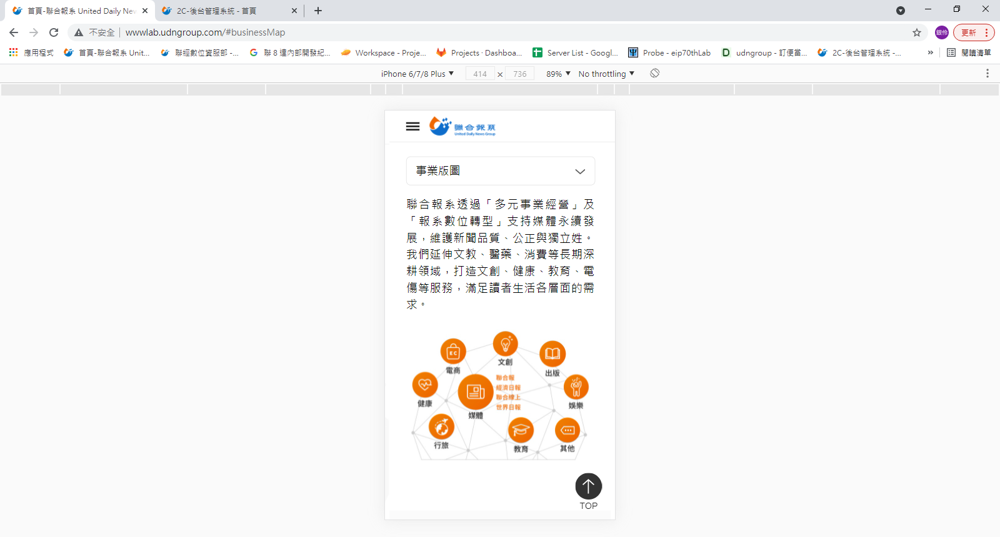 首頁-聯合報系 United Daily New
2C-後台管理系統 - 首頁
不安全
wwwlab.udngroup.com/#businessMap
銀伶
更新
應用程式
首頁-聯合報系 Unit...
聯經數位資服部 -...
聯 8 達內部開發紀...
Workspace - Proje...
Projects · Dashboa...
Server List - Googl...
Probe - eip70thLab
udngroup - 訂便當...
2C-後台管理系統 -...
»
閱讀清單
iPhone 6/7/8 Plus
414 × 736
89%
No throttling
聯合報系
United Daily News Group
事業版圖
聯合報系透過「多元事業經營」及
「報系數位轉型」支持媒體永續發
展，維護新聞品質、公正與獨立姓。
我們延伸文教、醫藥、消費等長期深
耕領域，打造文創、健康、教育、電
傷等服務，滿足讀者生活各層面的需
求。
EC
電商
文創
出版
健康
媒體
聯合報
經濟日報
聯合線上
世界日報
娛樂
行旅
教育
其他
TOP